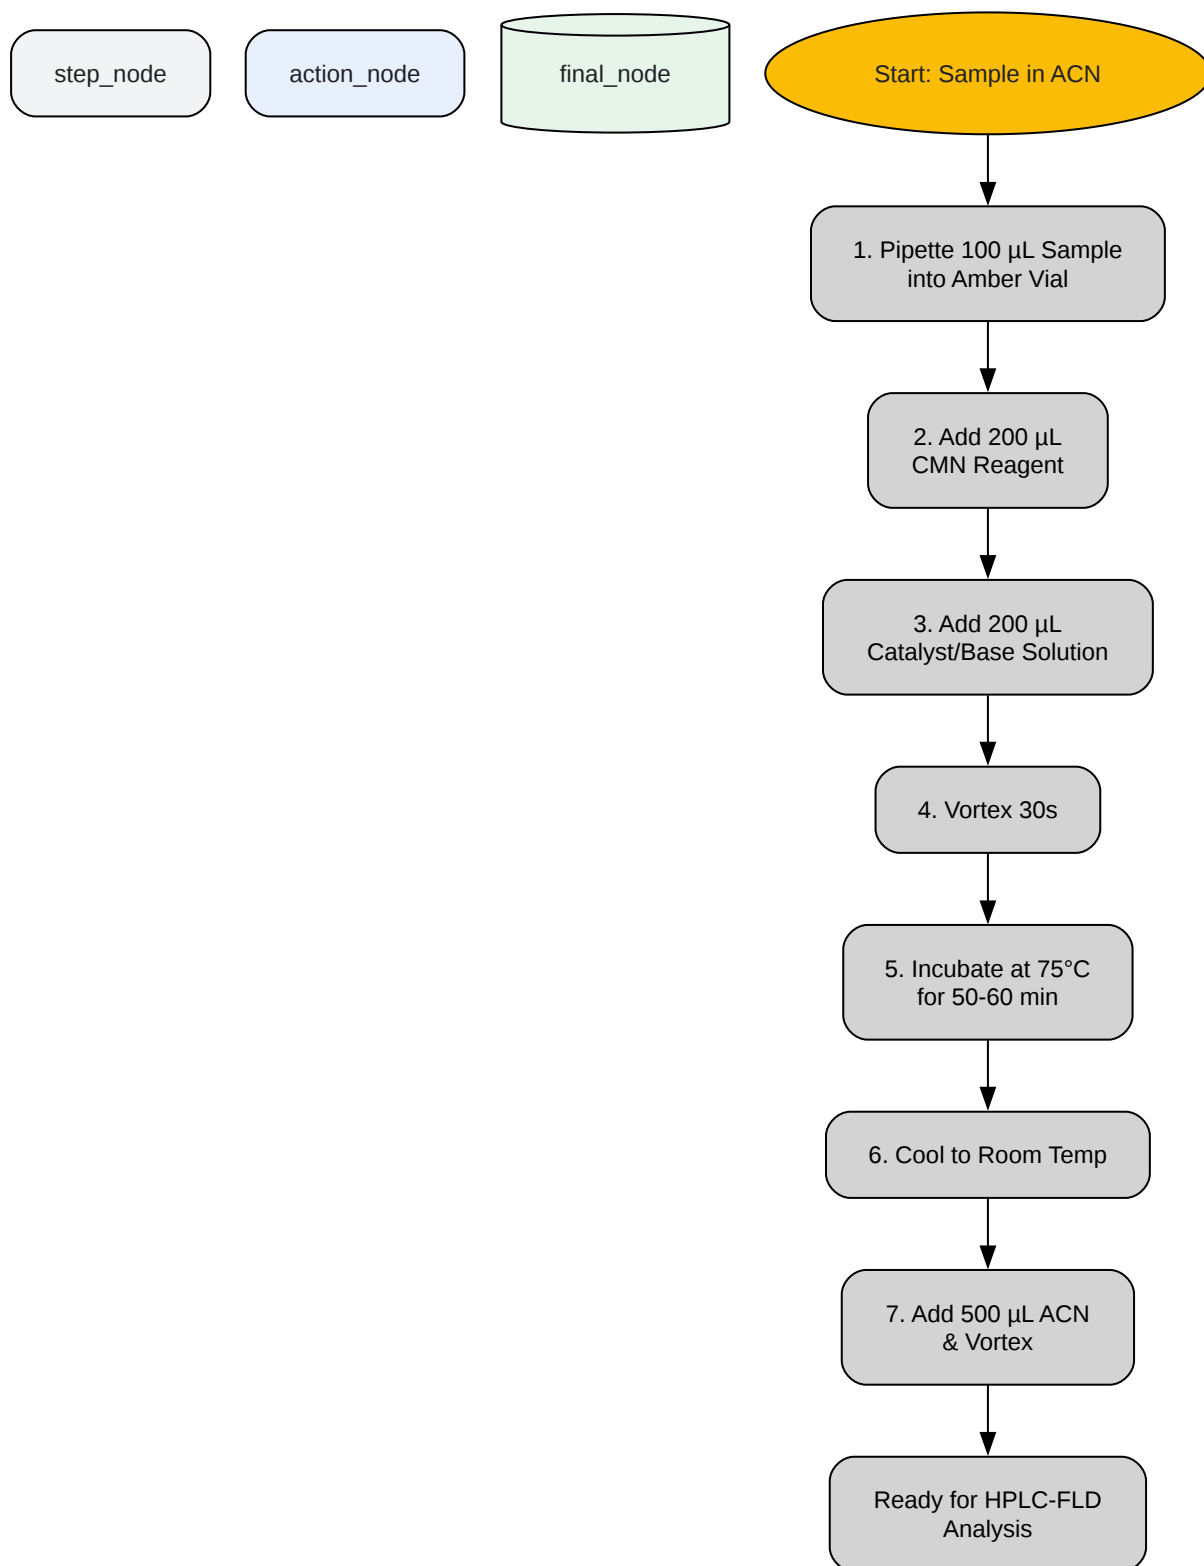 step_node
action_node
final_node
Start: Sample in ACN
1. Pipette 100 µL Sample
into Amber Vial
2. Add 200 µL
CMN Reagent
3. Add 200 µL
Catalyst/Base Solution
4. Vortex 30s
5. Incubate at 75°C
for 50-60 min
6. Cool to Room Temp
7. Add 500 µL ACN
& Vortex
Ready for HPLC-FLD
Analysis